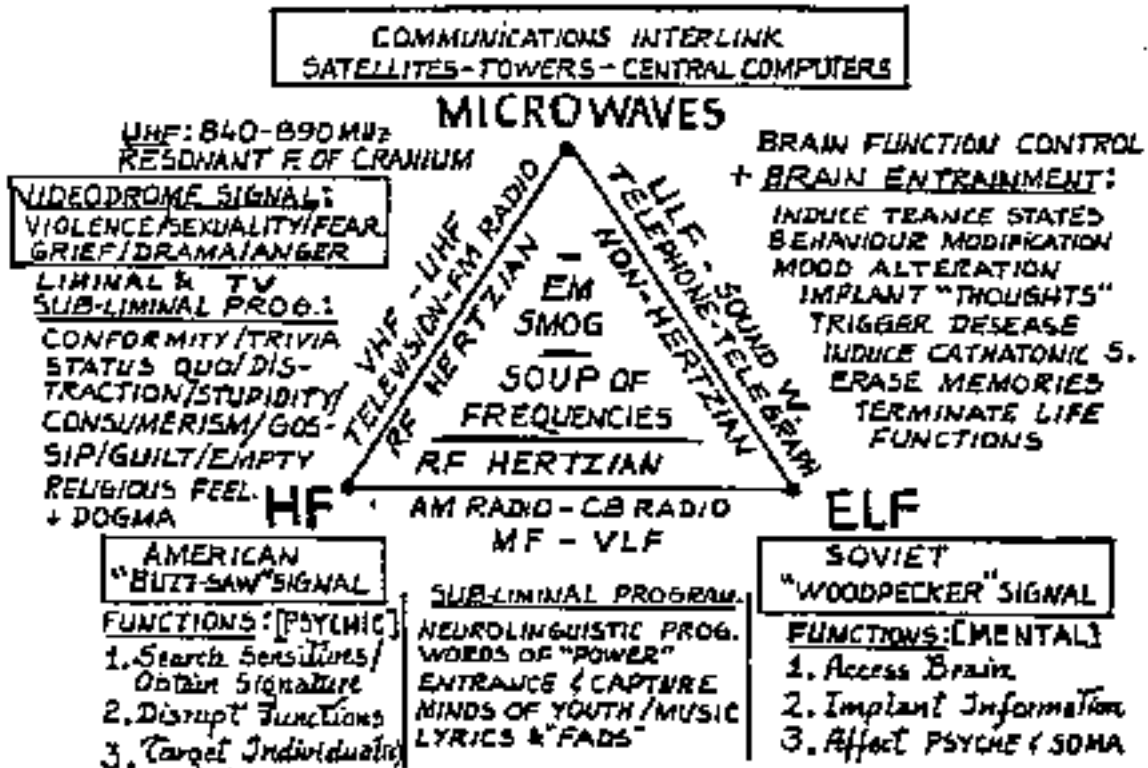 COMMUNICATIONS INTERLINK
SATELLITES-TOWERS-CENTRAL COMPUTERS
MICROWAVES
UHF: 840-890 MHz
RESONANT F. OF CRANIUM
VIDEODROME SIGNAL:
VIOLENCE/SEXUALITY/FEAR
GRIEF/DRAMA/ANGER
LIMINAL & TV
SUB-LIMINAL PROG.:
CONFORMITY/TRIVIA
STATUS QUO/DIS-
TRACTION/STUPIDITY/
CONSUMERISM/GOS-
SIP/GUILT/EMPTY
RELIGIOUS FEEL.
+ DOGMA
VHF - UHF
TELEVISION-FM RADIO
RF HERTZIAN
EM
SMOG
SOUP OF
FREQUENCIES
RF HERTZIAN
ULF - SOUND W.
TELEPHONE-TELEGRAPH
NON-HERTZIAN
BRAIN FUNCTION CONTROL
+ BRAIN ENTRAINMENT:
INDUCE TRANCE STATES
BEHAVIOUR MODIFICATION
MOOD ALTERATION
IMPLANT "THOUGHTS"
TRIGGER DESEASE
INDUCE CATHATONIC S.
ERASE MEMORIES
TERMINATE LIFE
FUNCTIONS
HF
AM RADIO-CB RADIO
MF - VLF
ELF
AMERICAN
"BUTT-SAW" SIGNAL
FUNCTIONS: [PSYCHIC]
1. Search Sensitives/
Obtain Signature
2. Disrupt Functions
3. Target Individual(s)
SUB-LIMINAL PROGRAM.
NEUROLINGUISTIC PROG.
WORDS OF "POWER"
ENTRANCE & CAPTURE
MINDS OF YOUTH/MUSIC
LYRICS & "FADS"
SOVIET
"WOODPECKER" SIGNAL
FUNCTIONS: [MENTAL]
1. Access Brain
2. Implant Information
3. Affect PSYCHE & SOMA